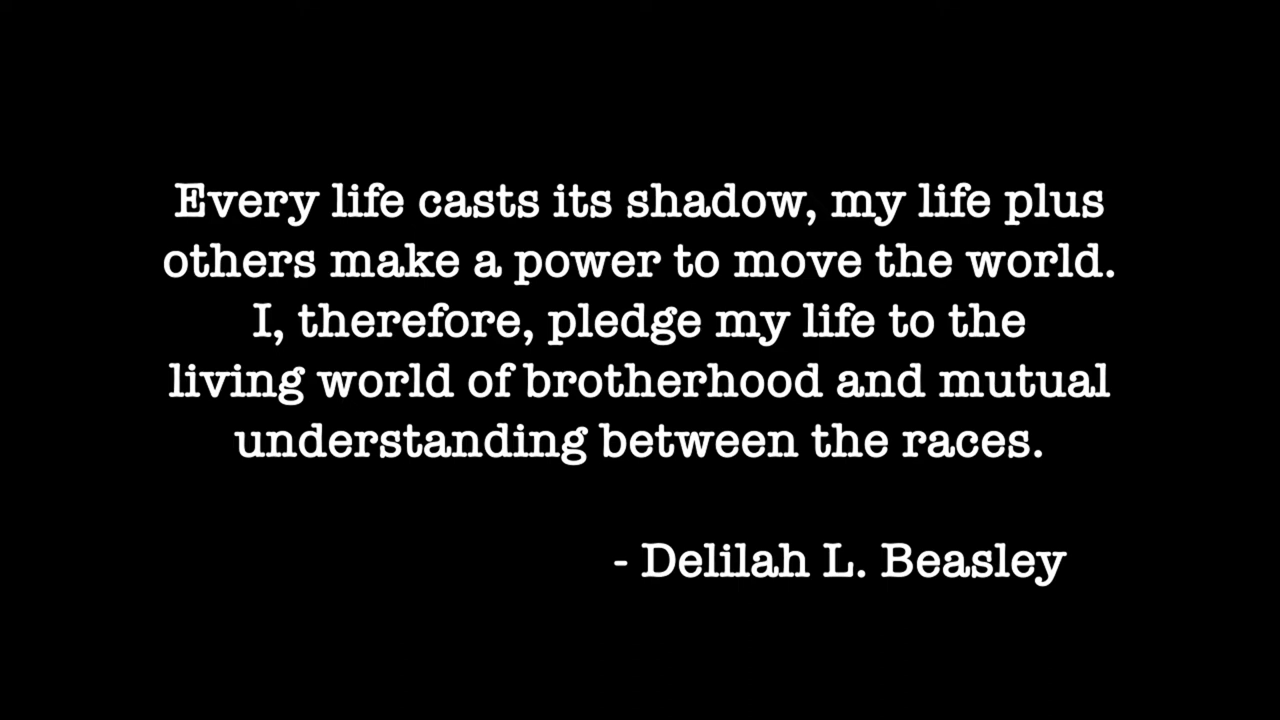 Every life casts its shadow, my life plus
others make a power to move the world.
I, therefore, pledge my life to the
living world of brotherhood and mutual
understanding between the races.
- Delilah L. Beasley